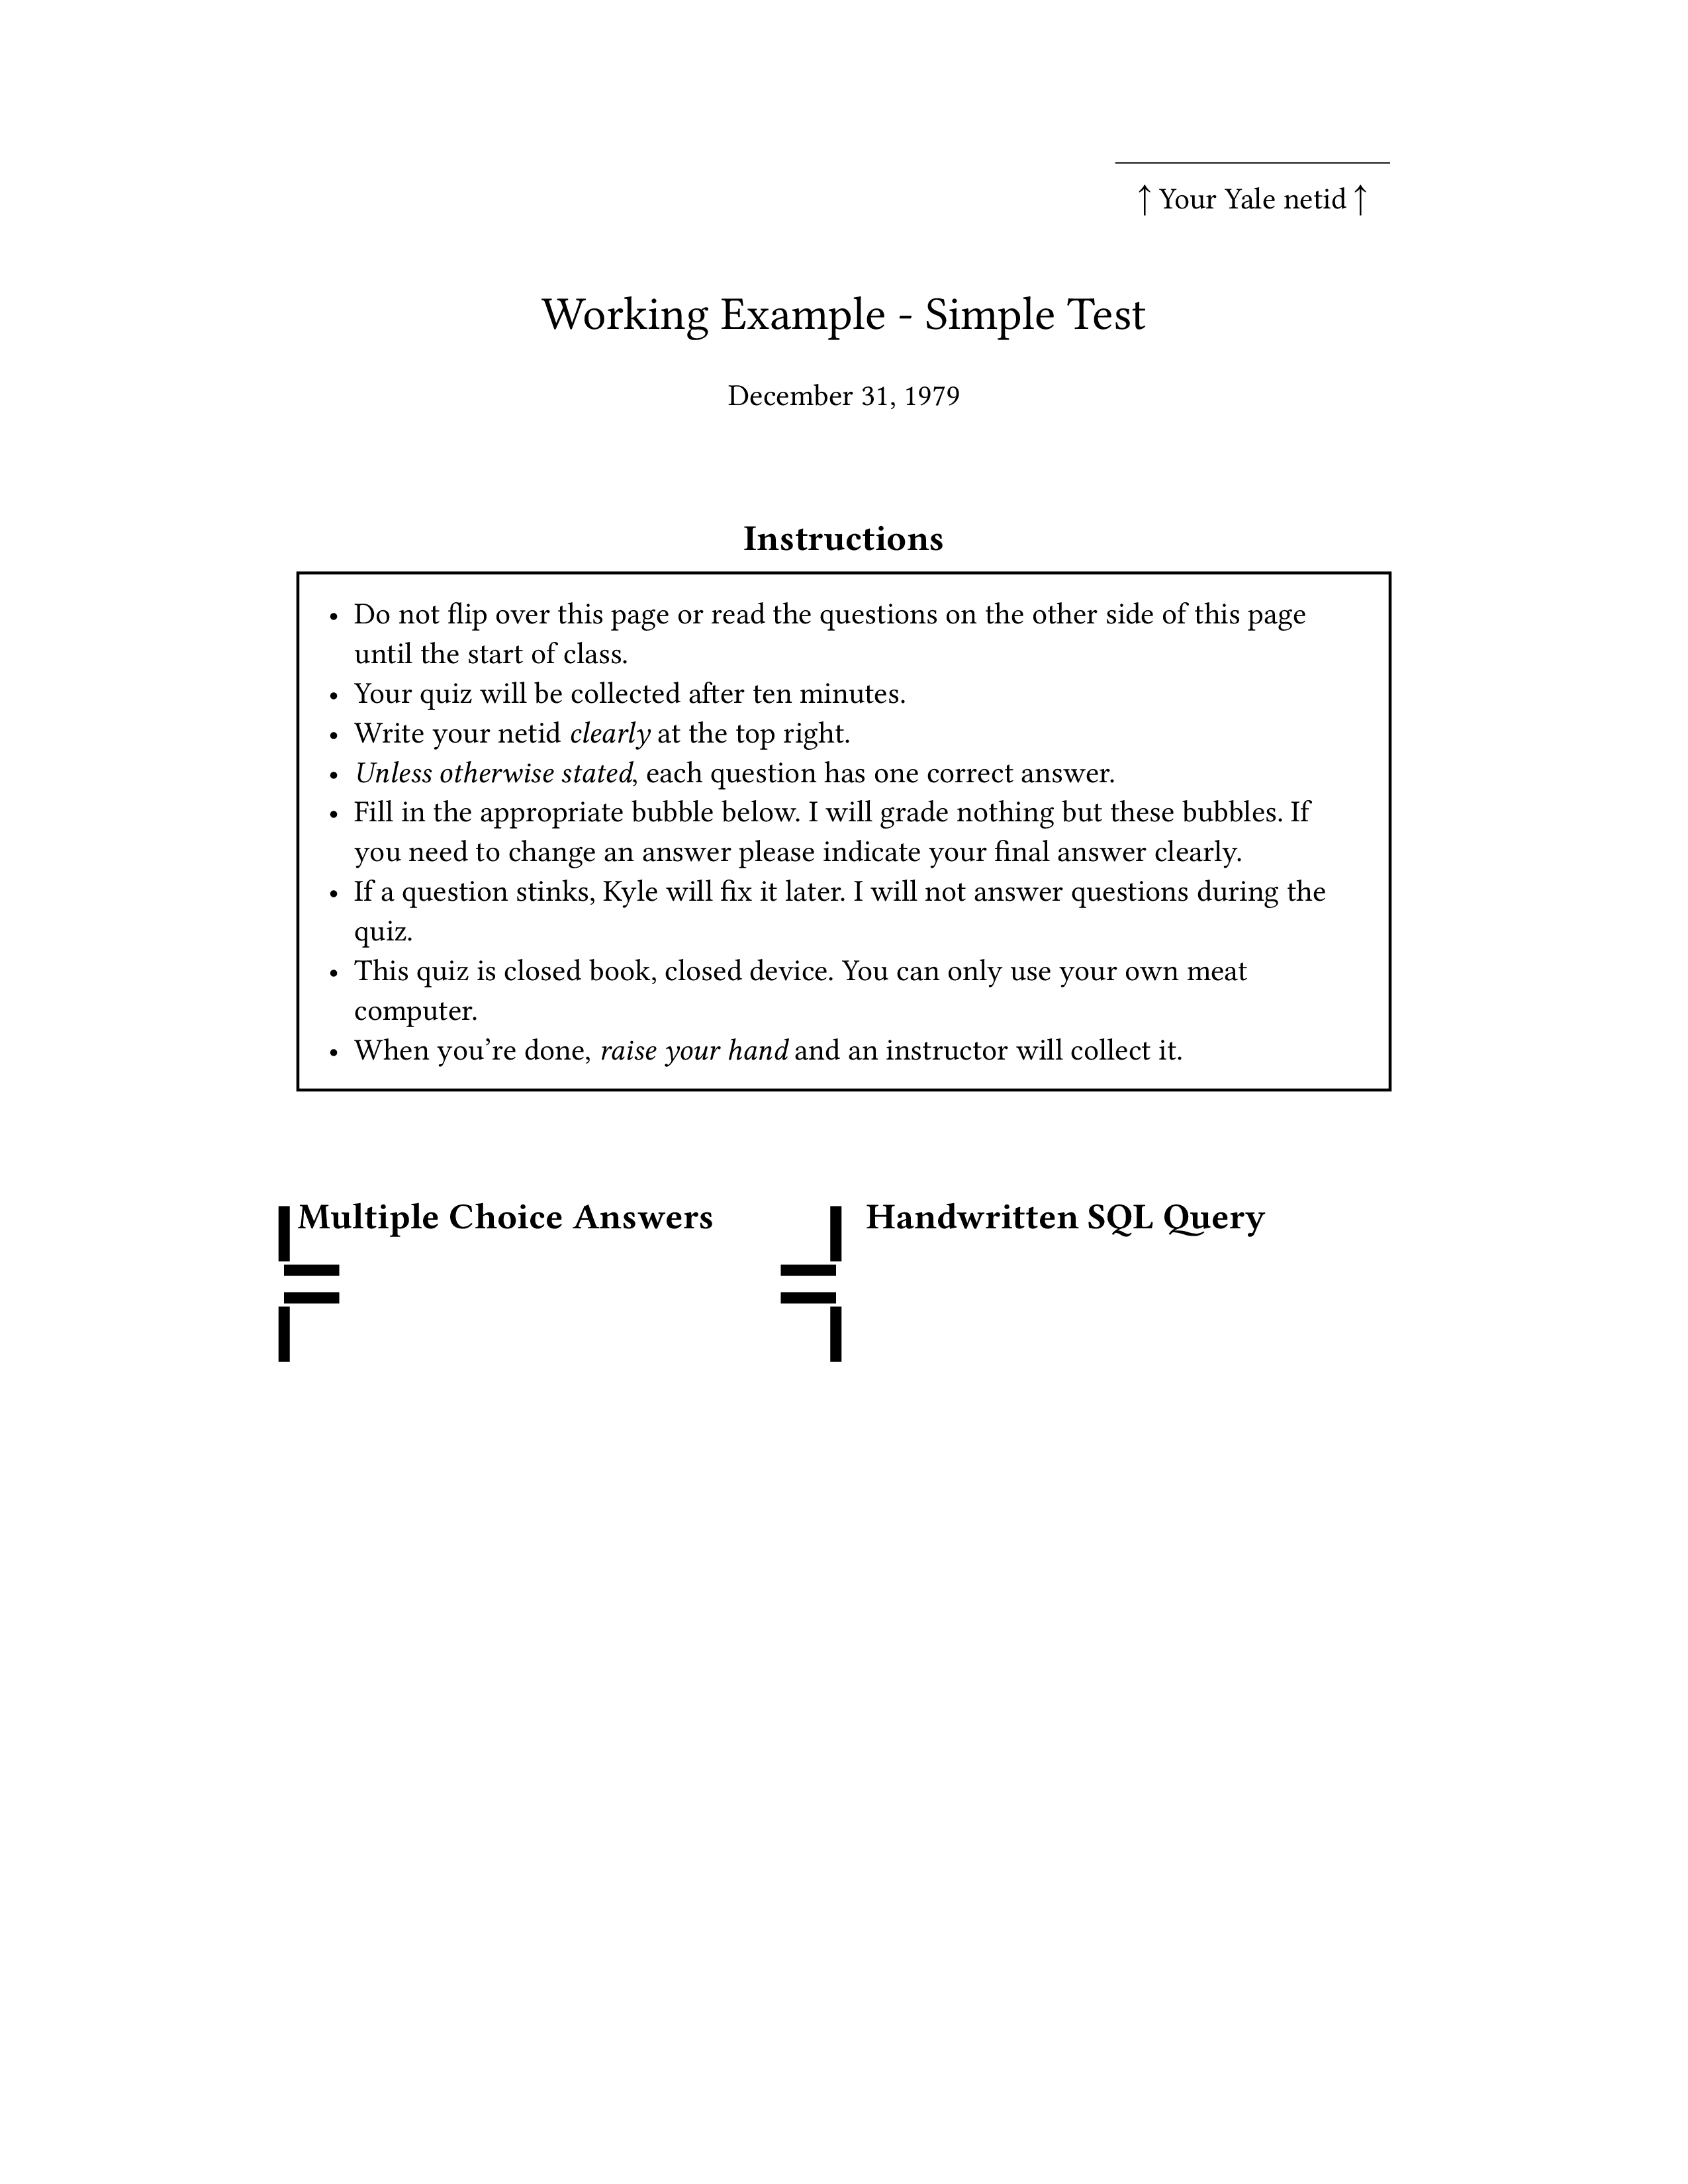 ↑ Your Yale netid ↑
Working Example - Simple Test
December 31, 1979
Instructions
• Do not flip over this page or read the questions on the other side of this page
until the start of class.
• Your quiz will be collected after ten minutes.
• Write your netid clearly at the top right.
• Unless otherwise stated, each question has one correct answer.
• Fill in the appropriate bubble below. I will grade nothing but these bubbles. If
you need to change an answer please indicate your final answer clearly.
• If a question stinks, Kyle will fix it later. I will not answer questions during the
quiz.
• This quiz is closed book, closed device. You can only use your own meat
computer.
• When you’re done, raise your hand and an instructor will collect it.
Multiple Choice Answers
Handwritten SQL Query